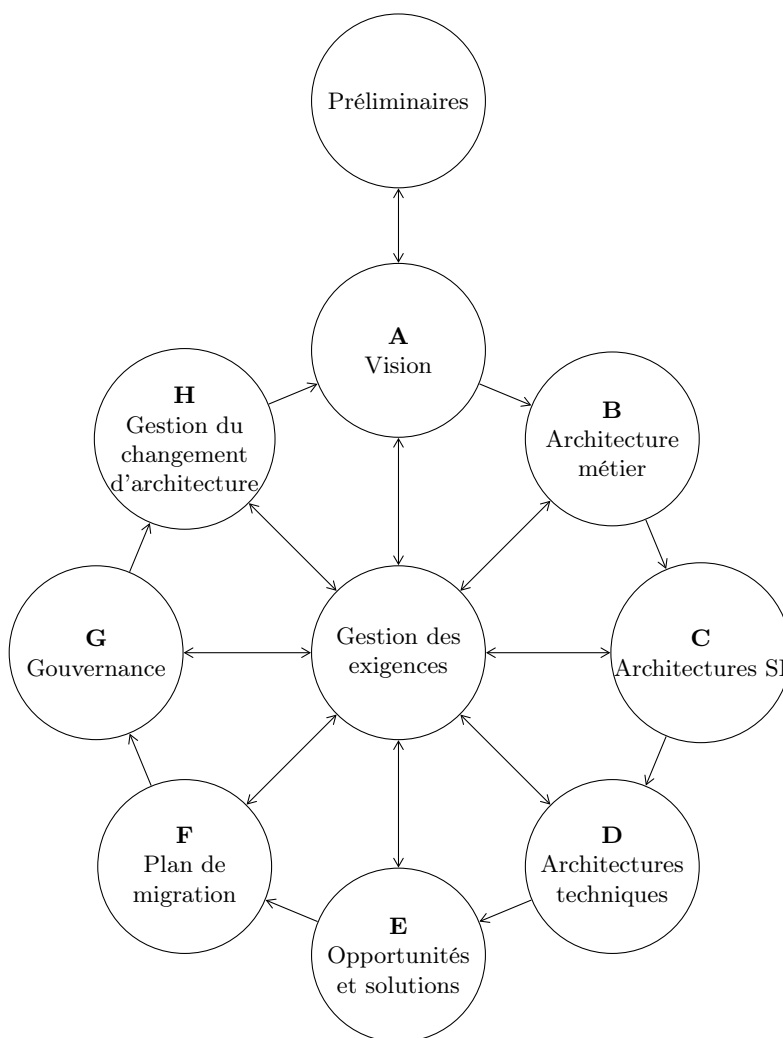 Préliminaires
A
Vision
B
Architecture
métier
C
Architectures SI
D
Architectures
techniques
E
Opportunités
et solutions
F
Plan de
migration
G
Gouvernance
H
Gestion du
changement
d'architecture
Gestion des
exigences